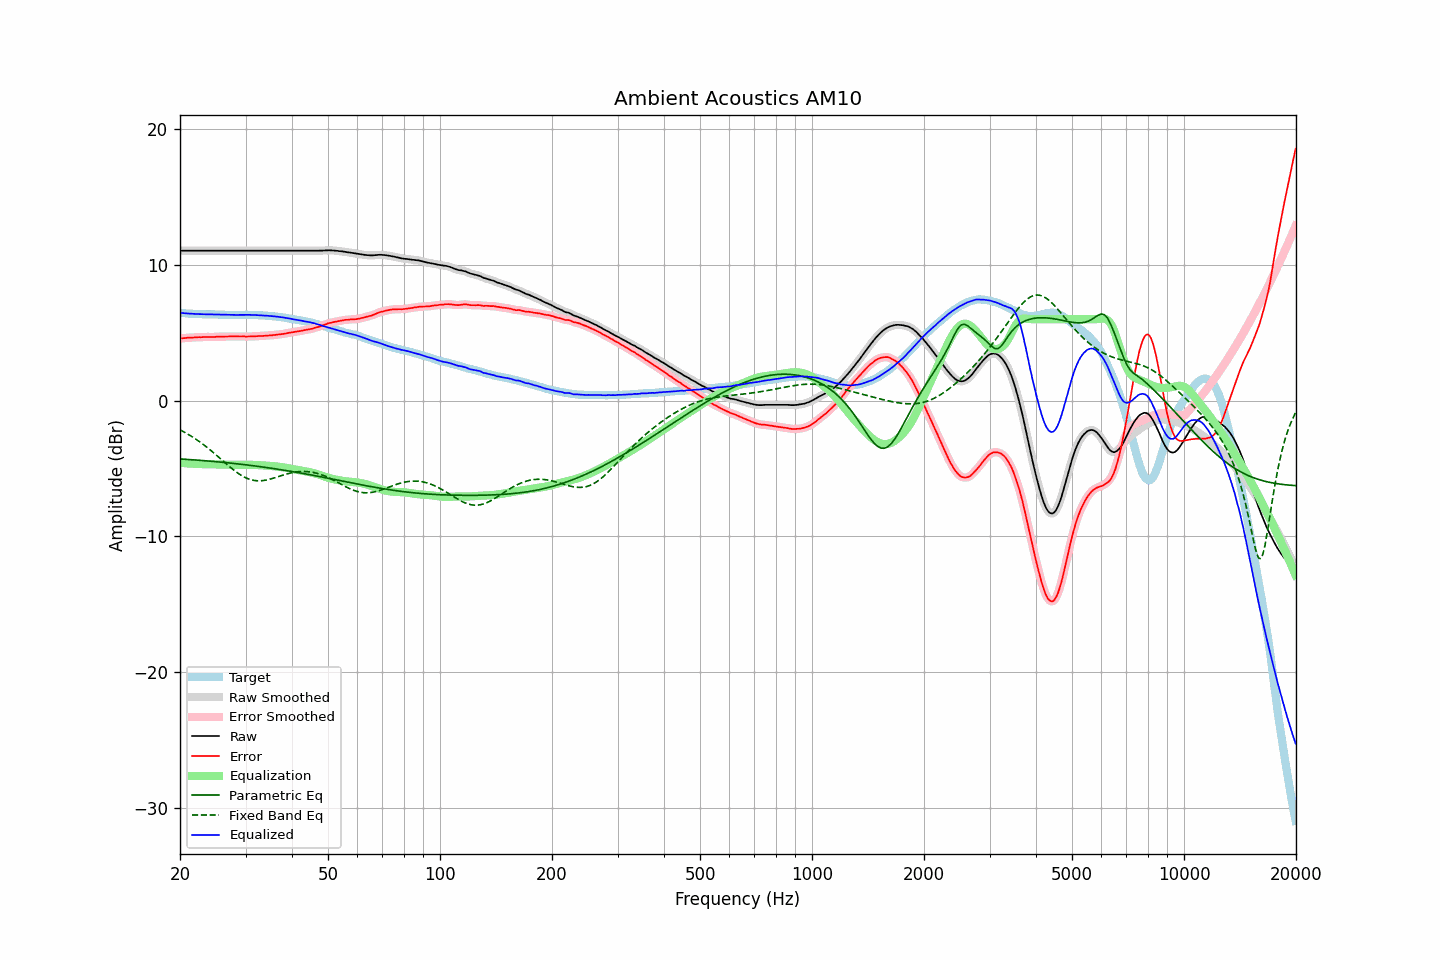 Ambient Acoustics AM10
20
10
0
−10
−20
−30
Amplitude (dBr)
Target
Raw Smoothed
Error Smoothed
Raw
Error
Equalization
Parametric Eq
Fixed Band Eq
Equalized
20 50 100 200 500 1000 2000 5000 10000 20000
Frequency (Hz)